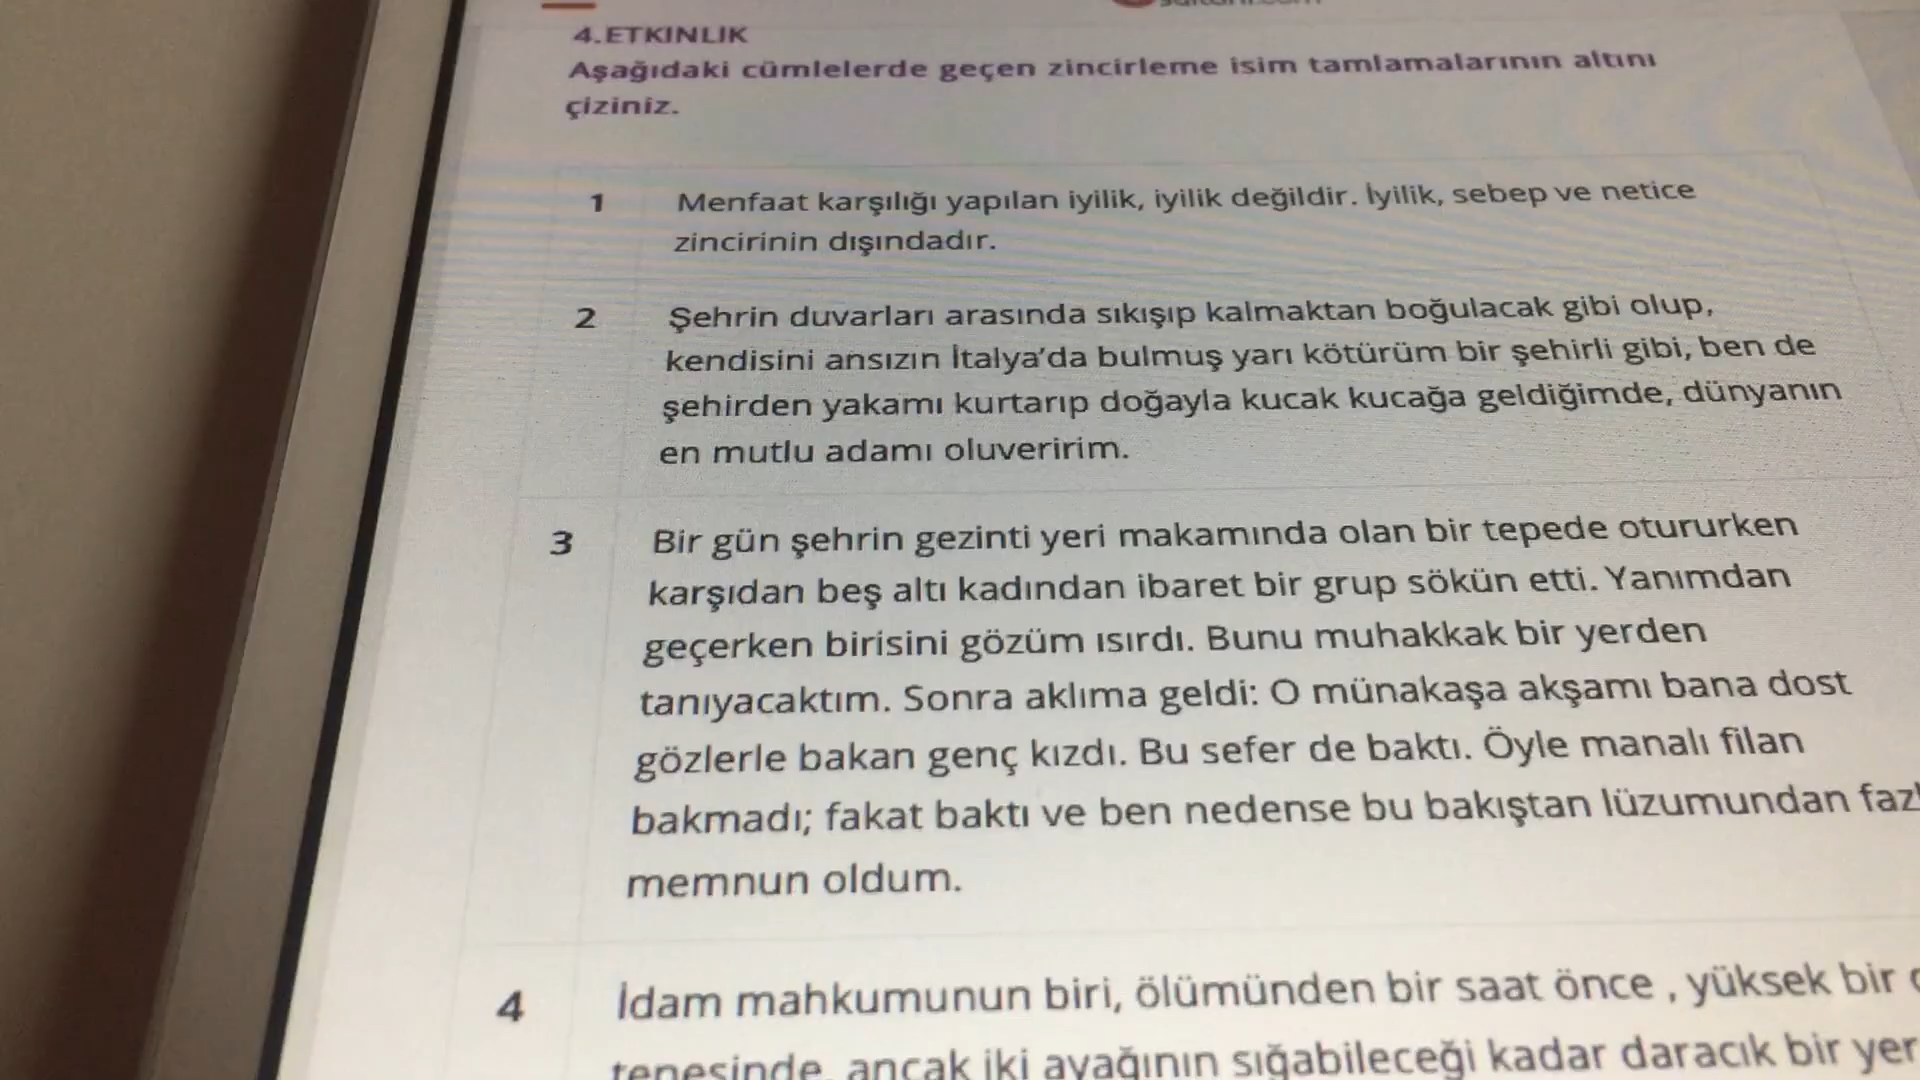 4.ETKİNLİK
Aşağıdaki cümlelerde geçen zincirleme isim tamlamalarının altını
çiziniz.
1 Menfaat karşılığı yapılan iyilik, iyilik değildir. İyilik, sebep ve netice
zincirinin dışındadır.
2 Şehrin duvarları arasında sıkışıp kalmaktan boğulacak gibi olup,
kendisini ansızın İtalya’da bulmuş yarı kötürüm bir şehirli gibi, ben de
şehirden yakamı kurtarıp doğayla kucak kucağa geldiğimde, dünyanın
en mutlu adamı oluveririm.
3 Bir gün şehrin gezinti yeri makamında olan bir tepede otururken
karşıdan beş altı kadından ibaret bir grup sökün etti. Yanımdan
geçerken birisini gözüm ısırdı. Bunu muhakkak bir yerden
tanıyacaktım. Sonra aklıma geldi: O münakaşa akşamı bana dost
gözlerle bakan genç kızdı. Bu sefer de baktı. Öyle manalı filan
bakmadı; fakat baktı ve ben nedense bu bakıştan lüzumundan
memnun oldum.
4 İdam mahkumunun biri, ölümünden bir saat önce , yüksek bir
tepesinde, ancak iki ayağının sığabileceği kadar daracık bir yer